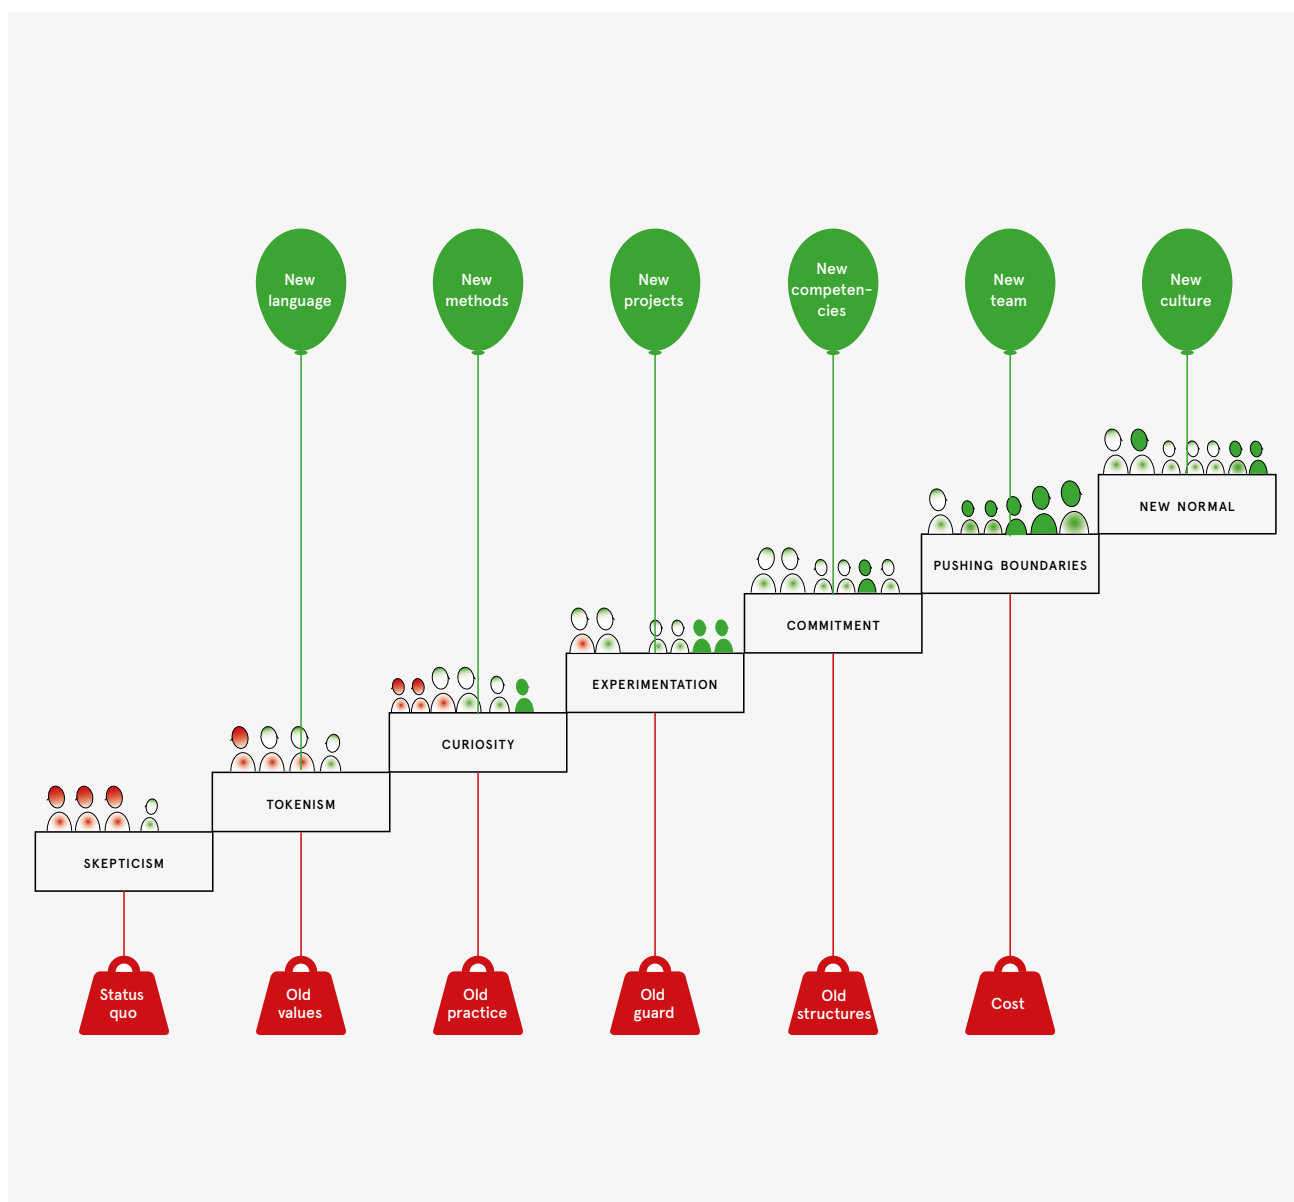 New
language
New
methods
New
projects
New
competen-
cies
New
team
New
culture
NEW NORMAL
PUSHING BOUNDARIES
COMMITMENT
EXPERIMENTATION
CURIOSITY
TOKENISM
SKEPTICISM
Status
quo
Old
values
Old
practice
Old
guard
Old
structures
Cost